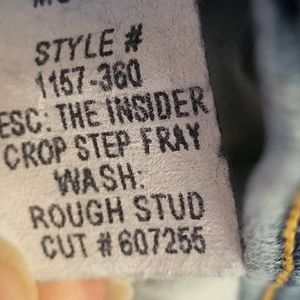 STYLE #
1157-360
ESC: THE INSIDER
CROP STEP FRAY
WASH:
ROUGH STUD
CUT # 607255